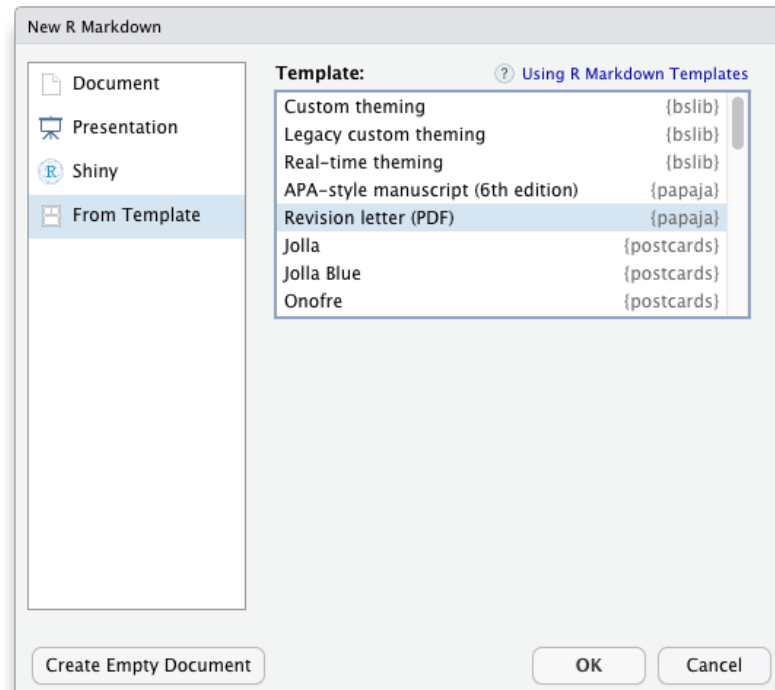 New R Markdown
Document
Presentation
R Shiny
From Template
Template:
? Using R Markdown Templates
Custom theming {bslib}
Legacy custom theming {bslib}
Real-time theming {bslib}
APA-style manuscript (6th edition) {papaja}
Revision letter (PDF) {papaja}
Jolla {postcards}
Jolla Blue {postcards}
Onofre {postcards}
Create Empty Document
OK
Cancel